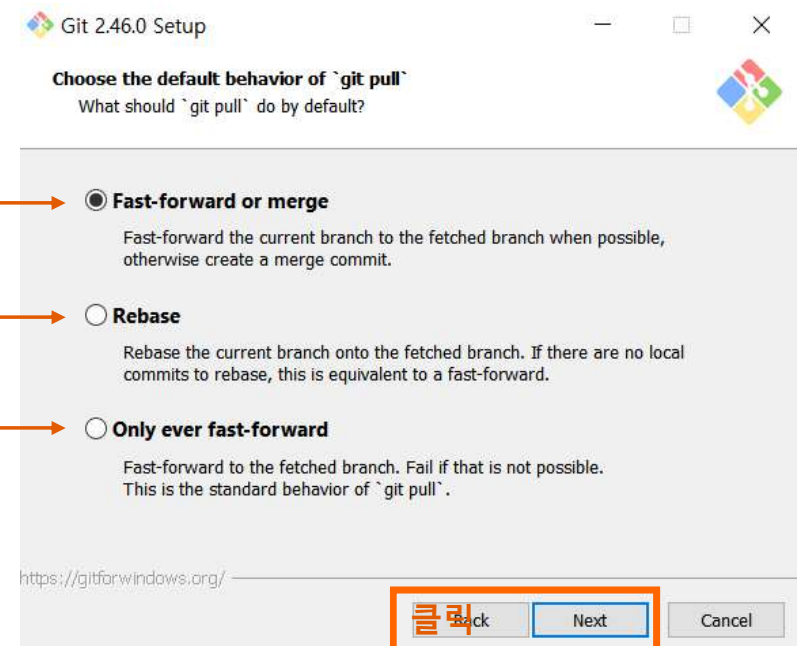 Git 2.46.0 Setup
Choose the default behavior of `git pull`
What should `git pull` do by default?
Fast-forward or merge
Fast-forward the current branch to the fetched branch when possible,
otherwise create a merge commit.
Rebase
Rebase the current branch onto the fetched branch. If there are no local
commits to rebase, this is equivalent to a fast-forward.
Only ever fast-forward
Fast-forward to the fetched branch. Fail if that is not possible.
This is the standard behavior of `git pull`.
https://gitforwindows.org/
클릭 Back Next Cancel